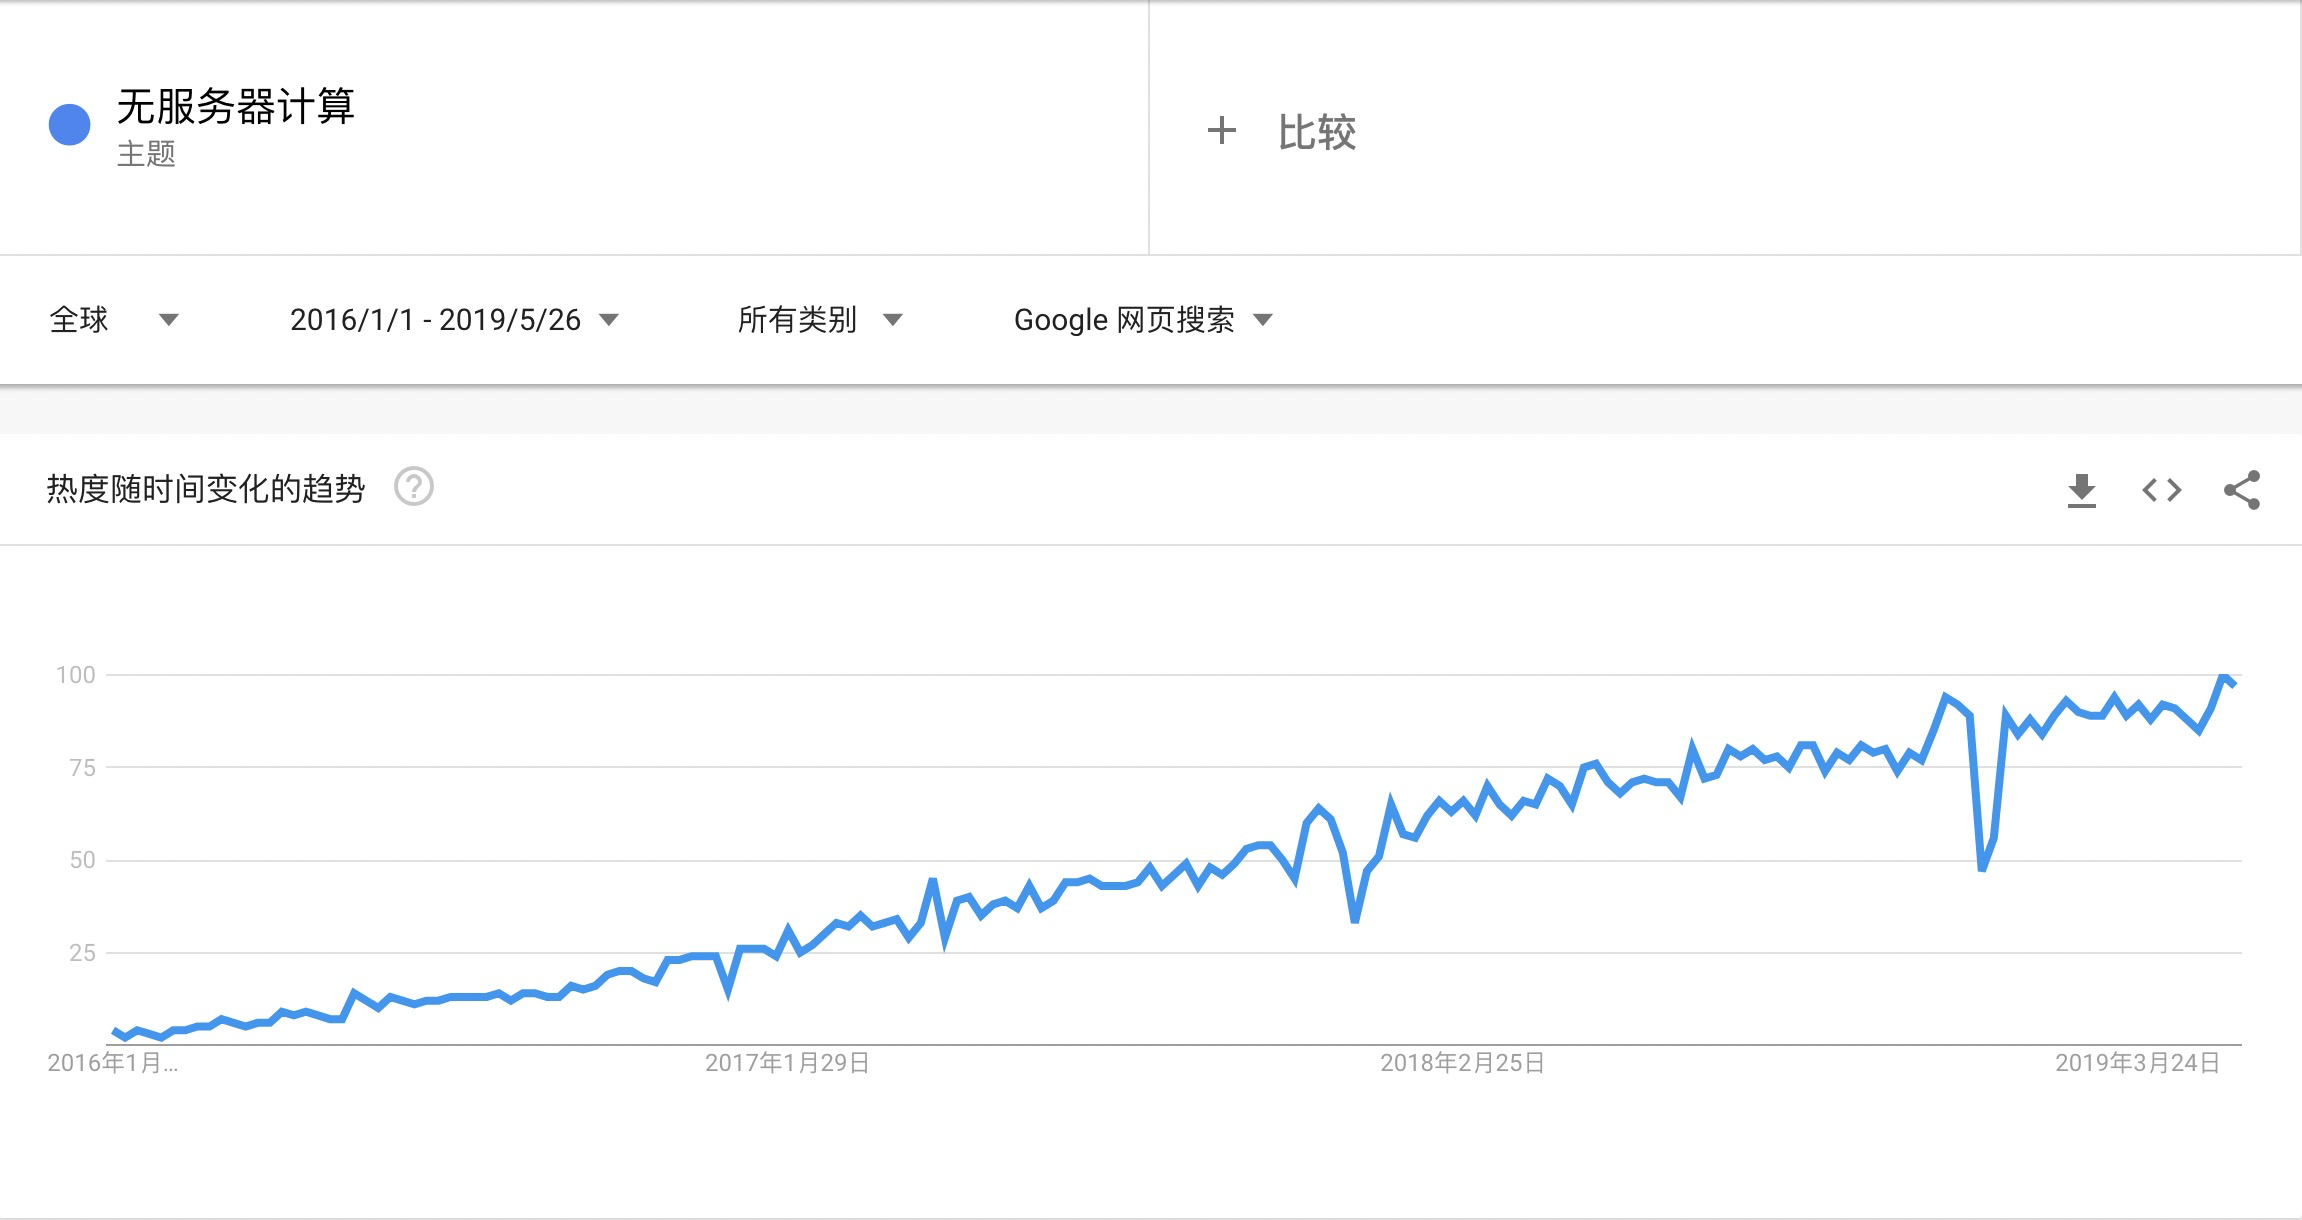 无服务器计算
主题
+ 比较
全球
2016/1/1 - 2019/5/26
所有类别
Google 网页搜索
热度随时间变化的趋势
100
75
50
25
2016年1月...
2017年1月29日
2018年2月25日
2019年3月24日